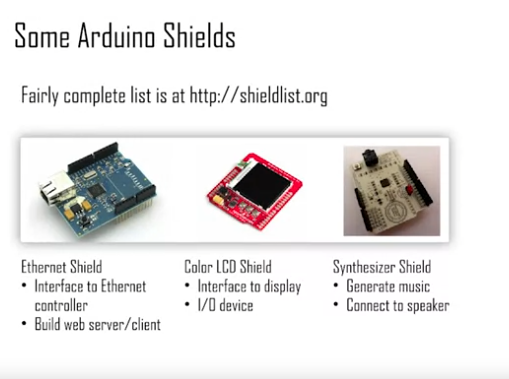 Some Arduino Shields
Fairly complete list is at http://shieldlist.org
Ethernet Shield
• Interface to Ethernet
controller
• Build web server/client
Color LCD Shield
• Interface to display
• I/O device
Synthesizer Shield
• Generate music
• Connect to speaker